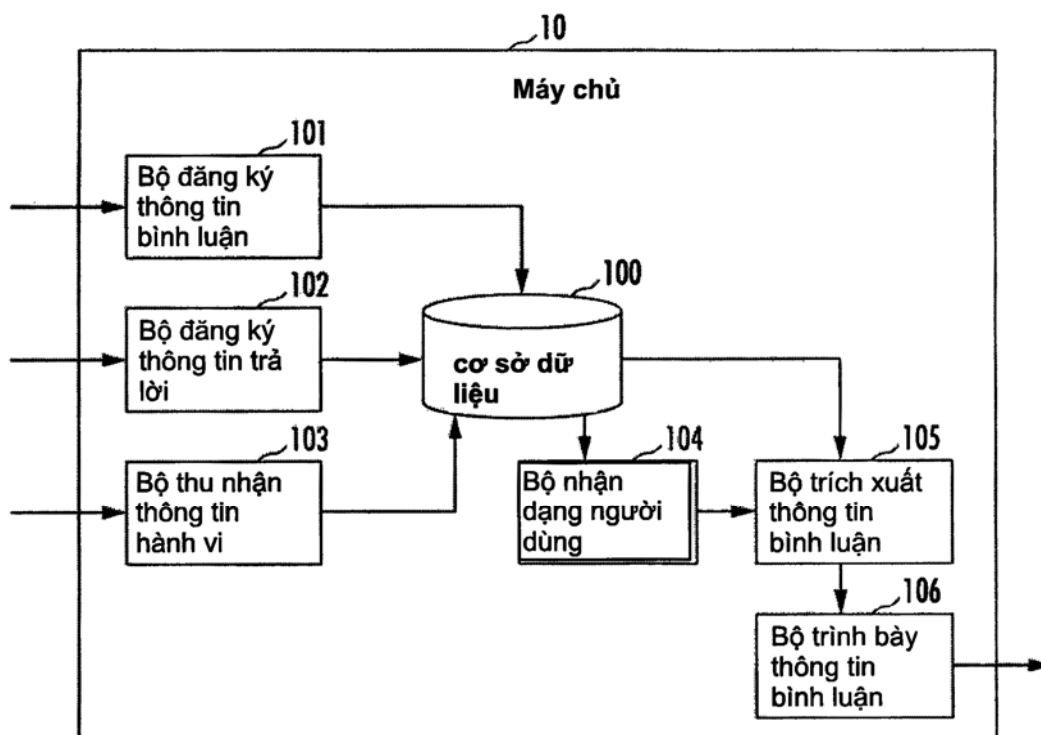 10
Máy chủ
101
Bộ đăng ký
thông tin
bình luận
102
Bộ đăng ký
thông tin trả
lời
103
Bộ thu nhận
thông tin
hành vi
100
cơ sở dữ
liệu
104
Bộ nhận
dạng người
dùng
105
Bộ trích xuất
thông tin
bình luận
106
Bộ trình bày
thông tin
bình luận